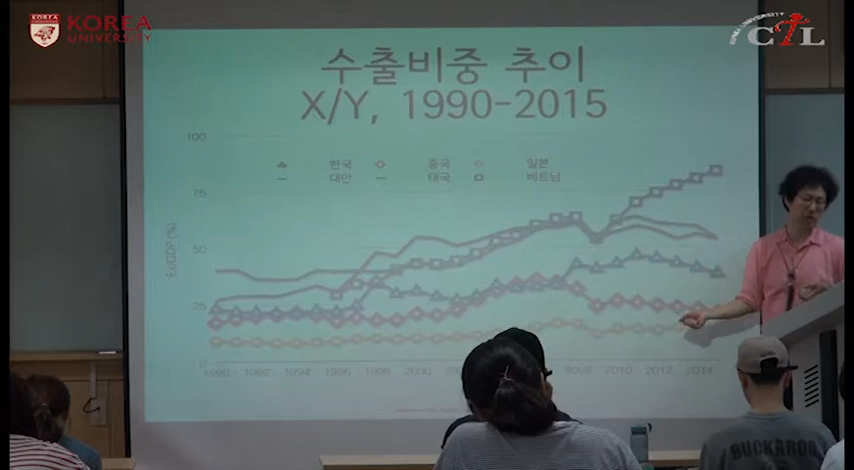 KOREA
UNIVERSITY
CTL
수출비중 추이
X/Y, 1990-2015
100
75
50
25
0
Ex/GDP (%)
한국 중국 일본
대만 태국 베트남
1990 1992 1994 1996 1998 2000 2008 2010 2012 2014
BUCKAROO